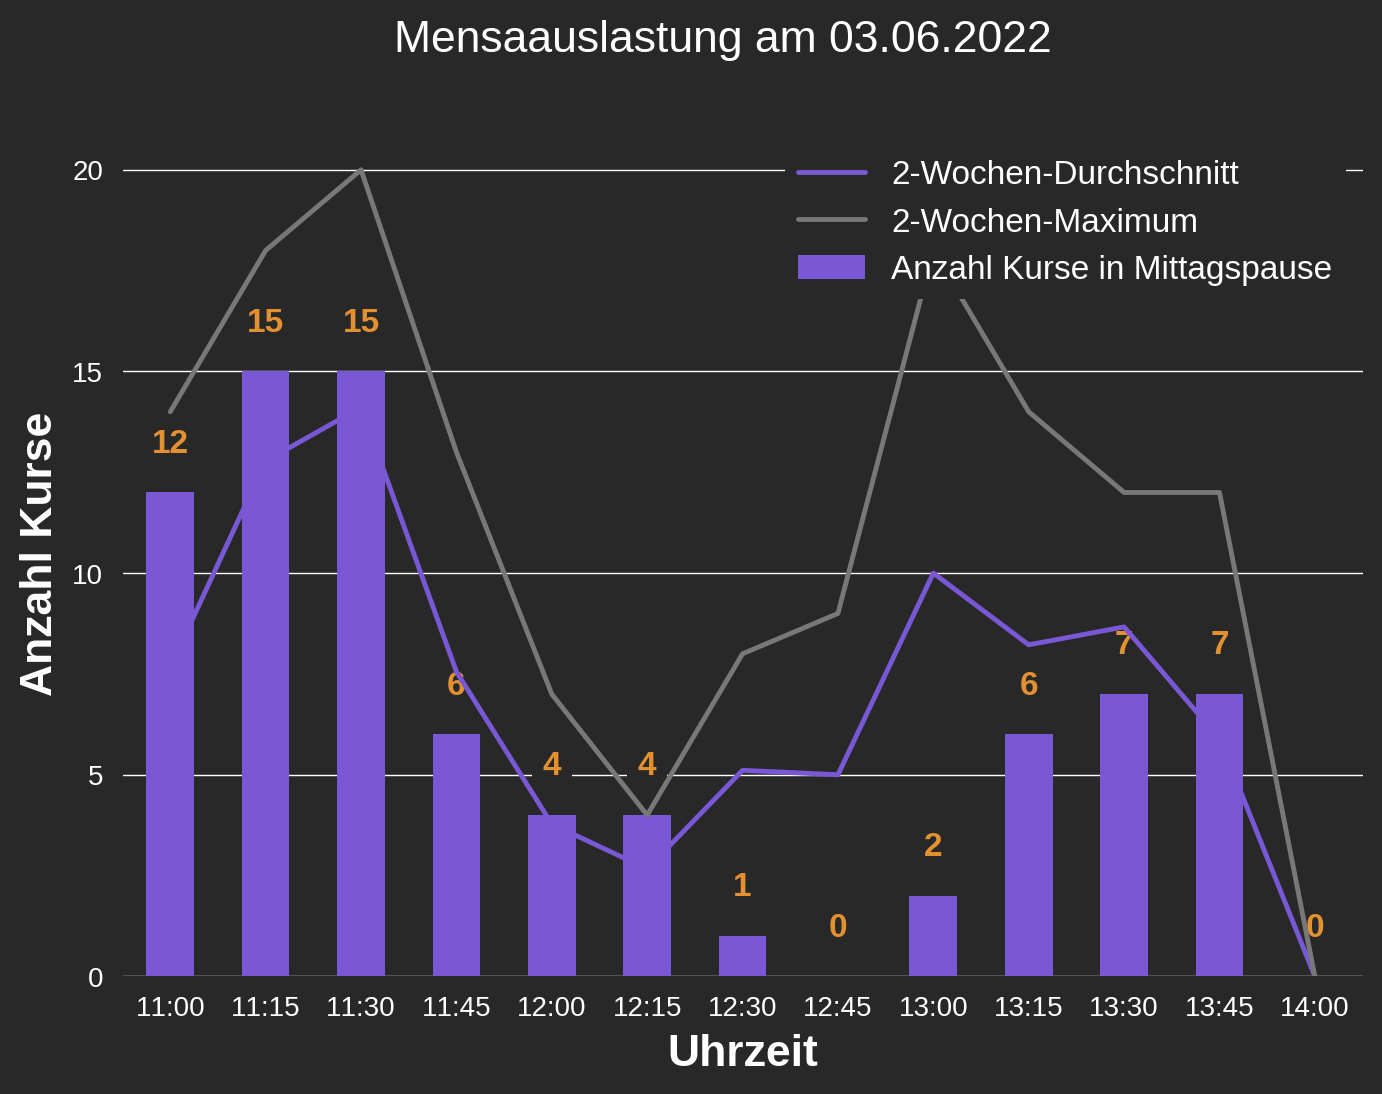 Mensaauslastung am 03.06.2022
2-Wochen-Durchschnitt
2-Wochen-Maximum
Anzahl Kurse in Mittagspause
Anzahl Kurse
20
15
10
5
0
12
15
15
6
4
4
1
0
2
6
7
7
0
11:00 11:15 11:30 11:45 12:00 12:15 12:30 12:45 13:00 13:15 13:30 13:45 14:00
Uhrzeit